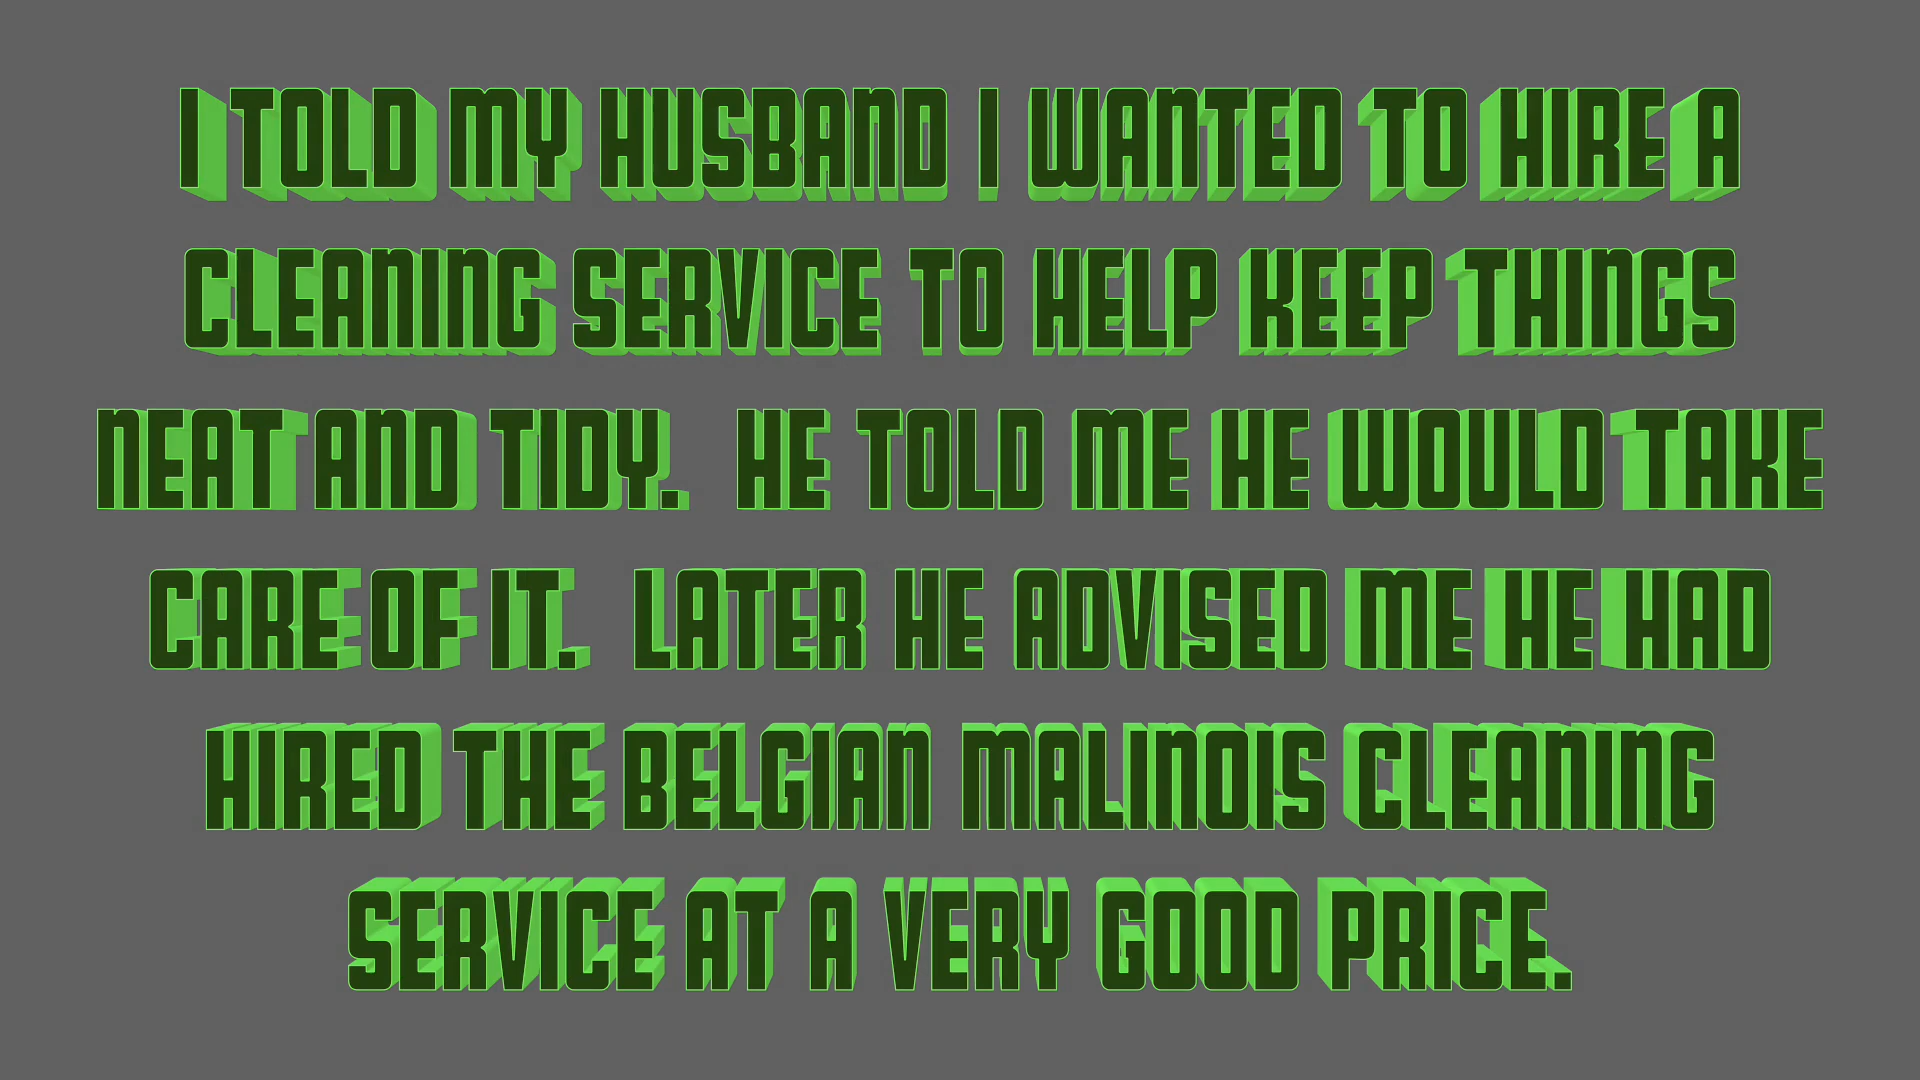 I TOLD MY HUSBAND I WANTED TO HIRE A
CLEANING SERVICE TO HELP KEEP THINGS
NEAT AND TIDY.  HE TOLD ME HE WOULD TAKE
CARE OF IT.  LATER HE ADVISED ME HE HAD
HIRED THE BELGIAN MALINOIS CLEANING
SERVICE AT A VERY GOOD PRICE.